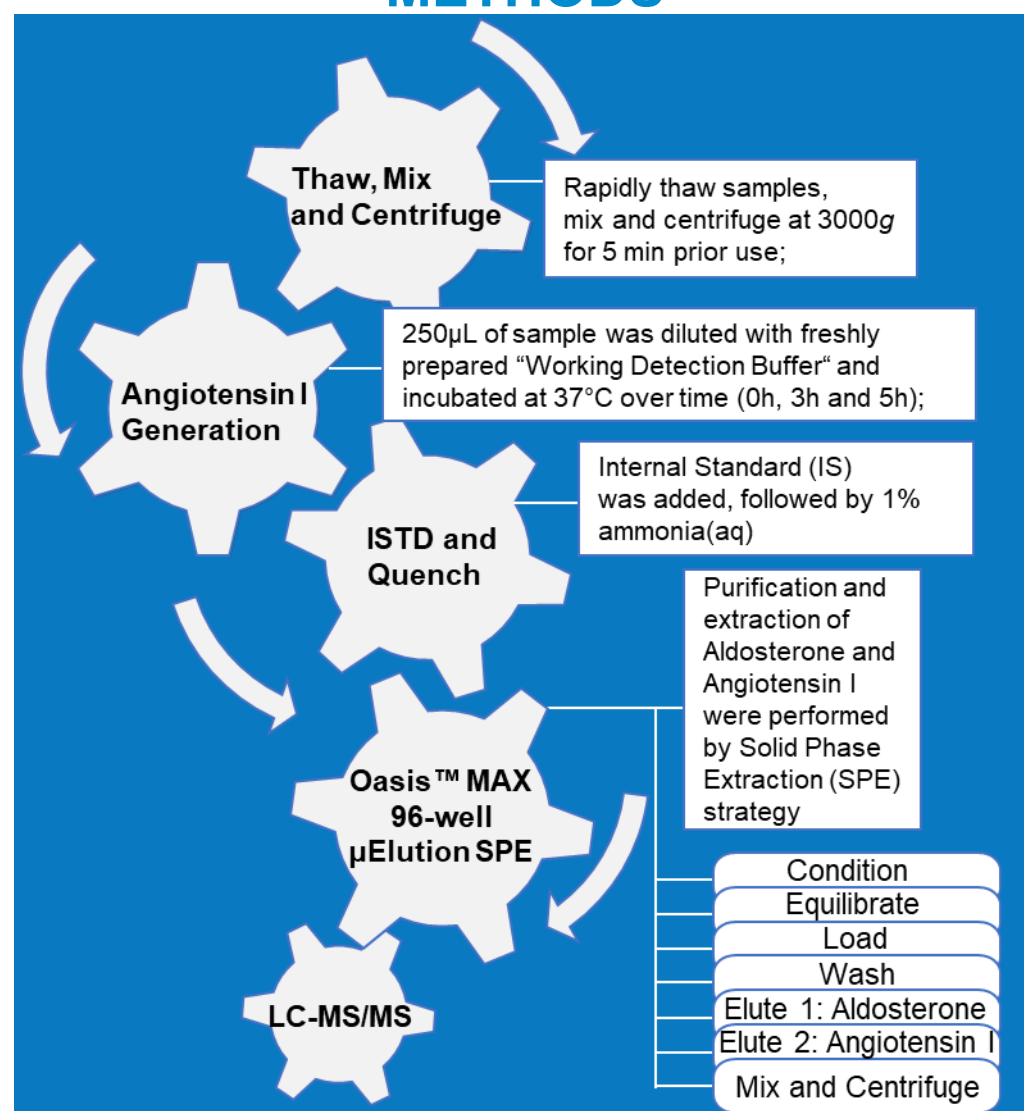 METHODS
Thaw, Mix
and Centrifuge
Rapidly thaw samples,
mix and centrifuge at 3000g
for 5 min prior use;
Angiotensin I
Generation
250µL of sample was diluted with freshly
prepared “Working Detection Buffer“ and
incubated at 37°C over time (0h, 3h and 5h);
ISTD and
Quench
Internal Standard (IS)
was added, followed by 1%
ammonia(aq)
Oasis™ MAX
96-well
µElution SPE
Purification and
extraction of
Aldosterone and
Angiotensin I
were performed
by Solid Phase
Extraction (SPE)
strategy
Condition
Equilibrate
Load
Wash
Elute 1: Aldosterone
Elute 2: Angiotensin I
Mix and Centrifuge
LC-MS/MS